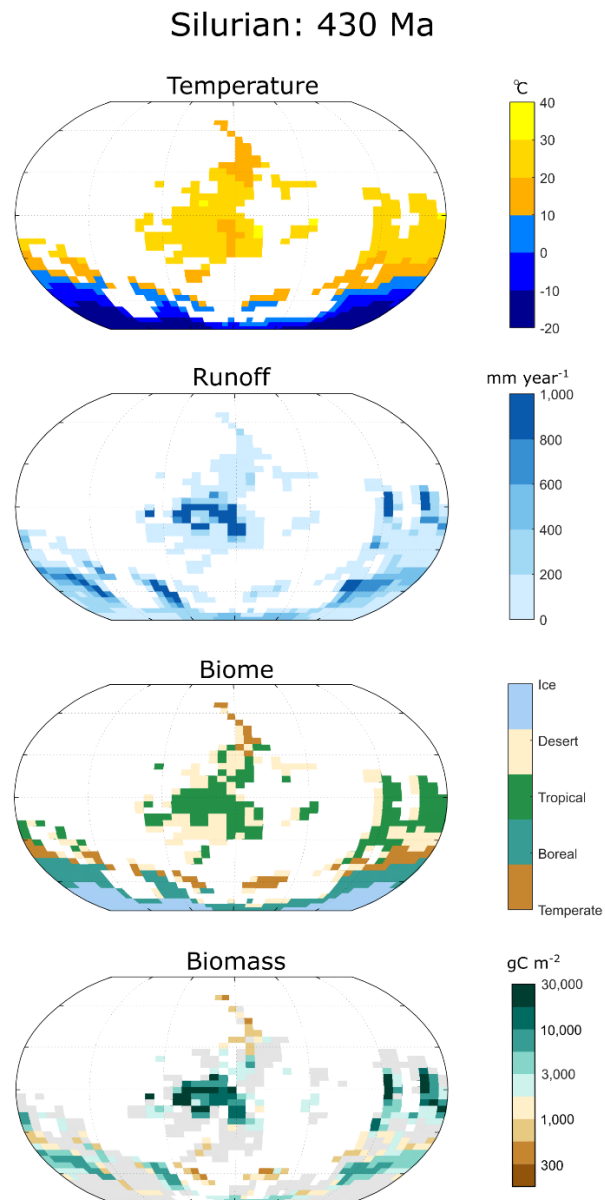 Silurian: 430 Ma
Temperature
℃
40
30
20
10
0
-10
-20
Runoff
mm year⁻¹
1,000
800
600
400
200
0
Biome
Ice
Desert
Tropical
Boreal
Temperate
Biomass
gC m⁻²
30,000
10,000
3,000
1,000
300